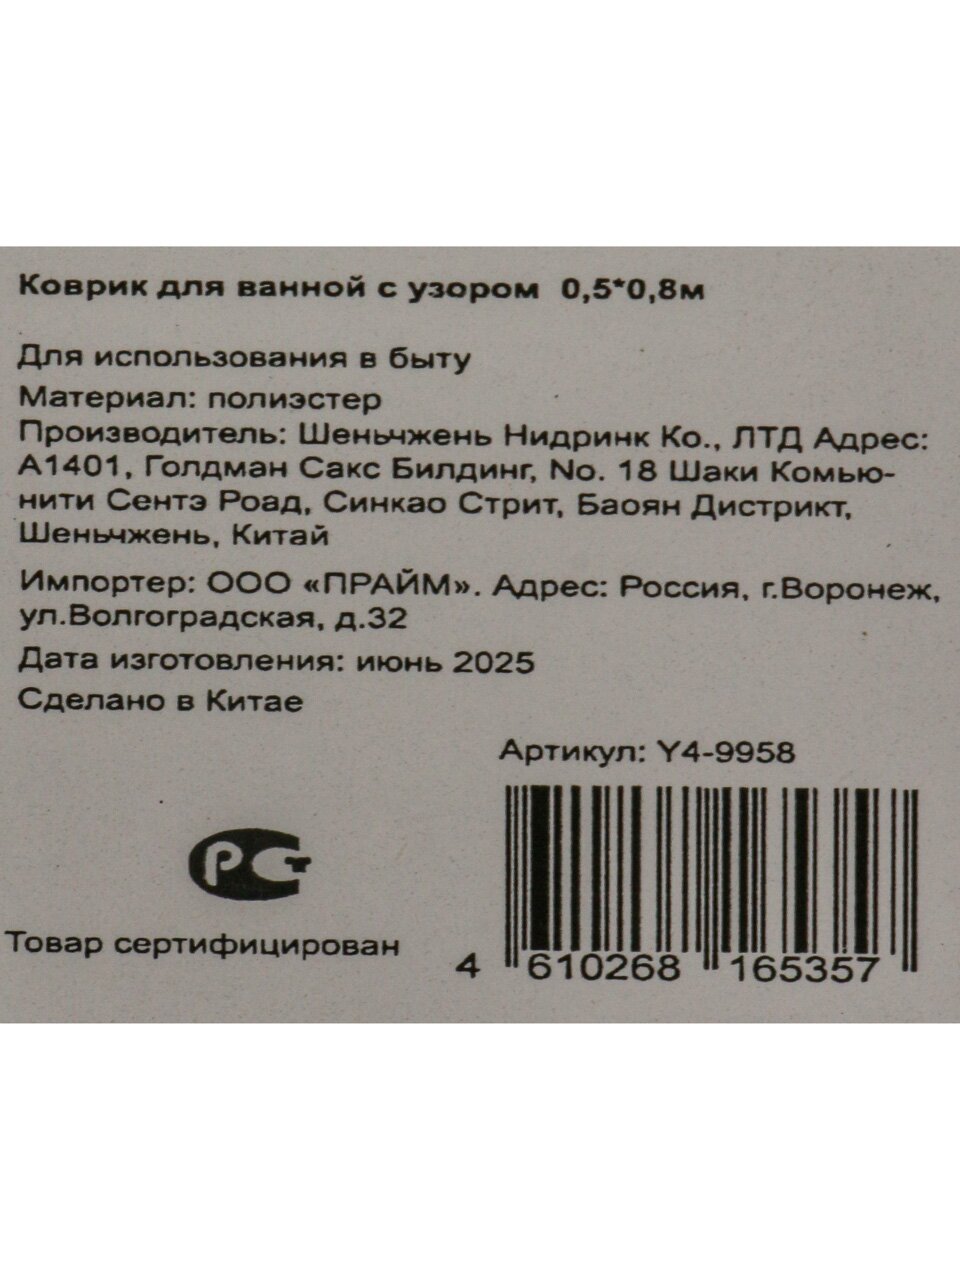 Коврик для ванной с узором 0,5*0,8м
Для использования в быту
Материал: полиэстер
Производитель: Шеньчжень Нидринк Ко., ЛТД Адрес:
А1401, Голдман Сакс Билдинг, No. 18 Шаки Комью-
нити Сентэ Роад, Синкао Стрит, Баоян Дистрикт,
Шеньчжень, Китай
Импортер: ООО «ПРАЙМ». Адрес: Россия, г.Воронеж,
ул.Волгоградская, д.32
Дата изготовления: июнь 2025
Сделано в Китае
Артикул: Y4-9958
РСТ
Товар сертифицирован
4 610268 165357